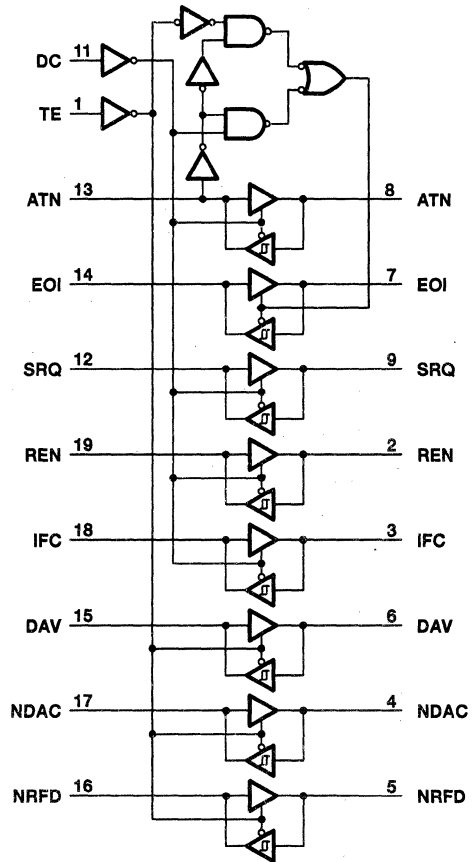 DC 11
TE 1
ATN 13 8 ATN
EOI 14 7 EOI
SRQ 12 9 SRQ
REN 19 2 REN
IFC 18 3 IFC
DAV 15 6 DAV
NDAC 17 4 NDAC
NRFD 16 5 NRFD